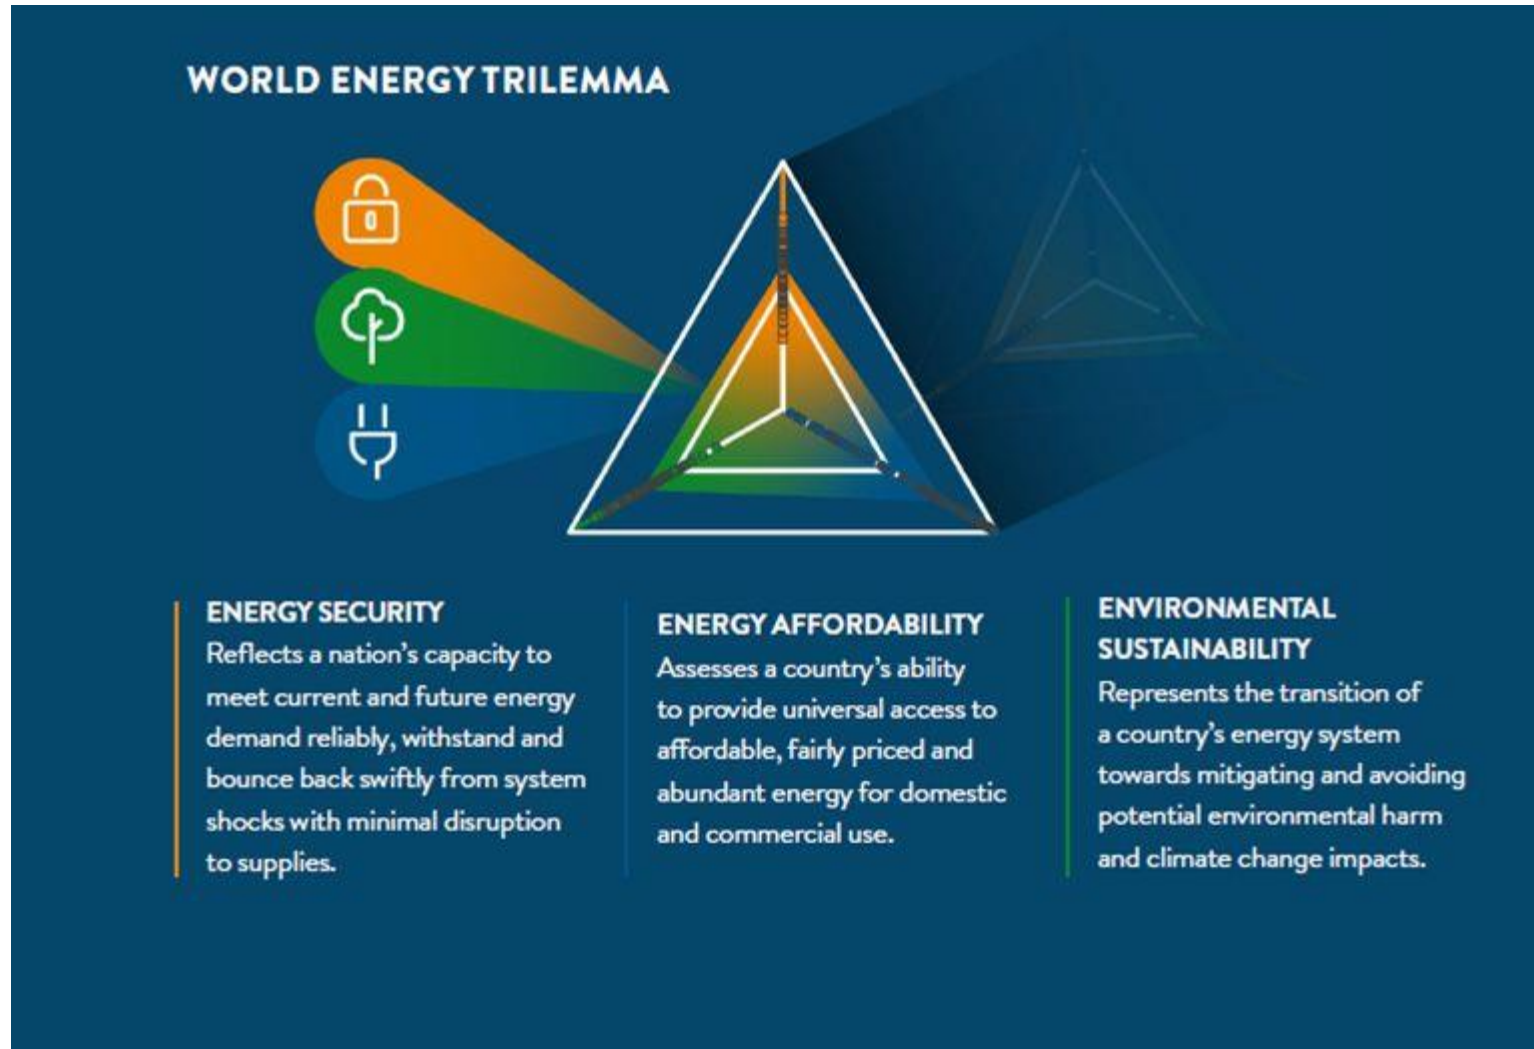 WORLD ENERGY TRILEMMA
ENERGY SECURITY
Reflects a nation's capacity to
meet current and future energy
demand reliably, withstand and
bounce back swiftly from system
shocks with minimal disruption
to supplies.
ENERGY AFFORDABILITY
Assesses a country's ability
to provide universal access to
affordable, fairly priced and
abundant energy for domestic
and commercial use.
ENVIRONMENTAL
SUSTAINABILITY
Represents the transition of
a country's energy system
towards mitigating and avoiding
potential environmental harm
and climate change impacts.